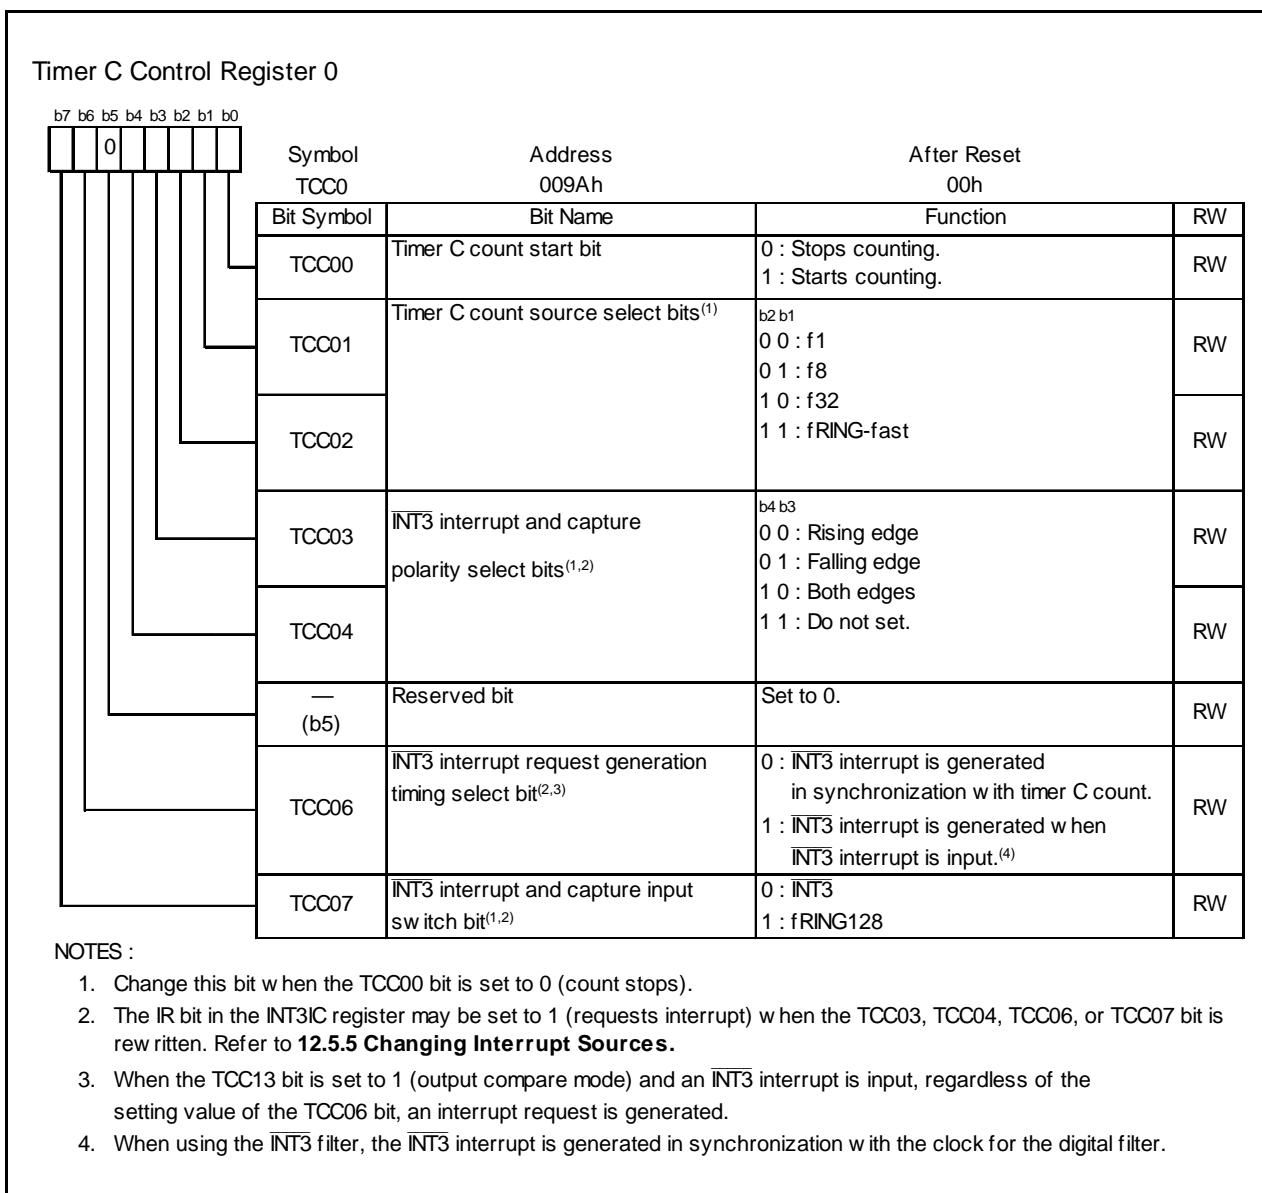 Timer C Control Register 0
b7 b6 b5 b4 b3 b2 b1 b0
0
Symbol Address After Reset
TCC0 009Ah 00h
Bit Symbol Bit Name Function RW
TCC00 Timer C count start bit 0 : Stops counting. RW
1 : Starts counting.
TCC01 Timer C count source select bits(1) b2 b1 RW
0 0 : f1
0 1 : f8
1 0 : f32
TCC02 1 1 : fRING-fast RW
TCC03 INT3 interrupt and capture b4 b3 RW
polarity select bits(1,2) 0 0 : Rising edge
0 1 : Falling edge
1 0 : Both edges
TCC04 1 1 : Do not set. RW
— Reserved bit Set to 0. RW
(b5)
TCC06 INT3 interrupt request generation 0 : INT3 interrupt is generated RW
timing select bit(2,3) in synchronization with timer C count.
1 : INT3 interrupt is generated when
INT3 interrupt is input.(4)
TCC07 INT3 interrupt and capture input 0 : INT3 RW
switch bit(1,2) 1 : fRING128
NOTES :
1. Change this bit when the TCC00 bit is set to 0 (count stops).
2. The IR bit in the INT3IC register may be set to 1 (requests interrupt) when the TCC03, TCC04, TCC06, or TCC07 bit is
rewritten. Refer to 12.5.5 Changing Interrupt Sources.
3. When the TCC13 bit is set to 1 (output compare mode) and an INT3 interrupt is input, regardless of the
setting value of the TCC06 bit, an interrupt request is generated.
4. When using the INT3 filter, the INT3 interrupt is generated in synchronization with the clock for the digital filter.